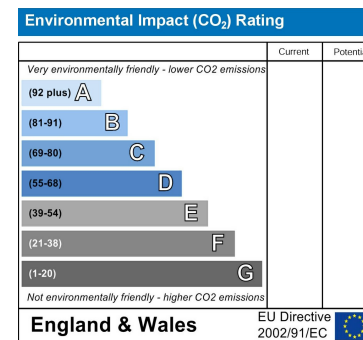 Environmental Impact (CO₂) Rating
Current Potenti
Very environmentally friendly - lower CO2 emissions
(92 plus) A
(81-91) B
(69-80) C
(55-68) D
(39-54) E
(21-38) F
(1-20) G
Not environmentally friendly - higher CO2 emissions
England & Wales
EU Directive
2002/91/EC